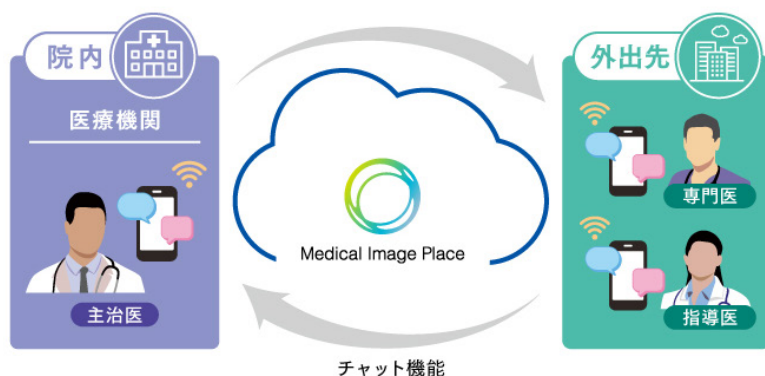 院内
医療機関
主治医
Medical Image Place
チャット機能
外出先
専門医
指導医